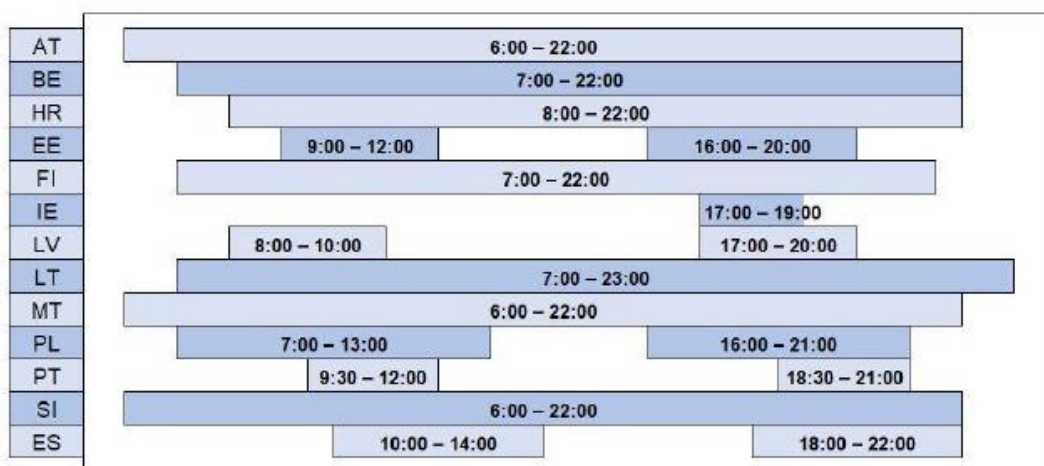 AT 6:00 – 22:00
BE 7:00 – 22:00
HR 8:00 – 22:00
EE 9:00 – 12:00 16:00 – 20:00
FI 7:00 – 22:00
IE 17:00 – 19:00
LV 8:00 – 10:00 17:00 – 20:00
LT 7:00 – 23:00
MT 6:00 – 22:00
PL 7:00 – 13:00 16:00 – 21:00
PT 9:30 – 12:00 18:30 – 21:00
SI 6:00 – 22:00
ES 10:00 – 14:00 18:00 – 22:00